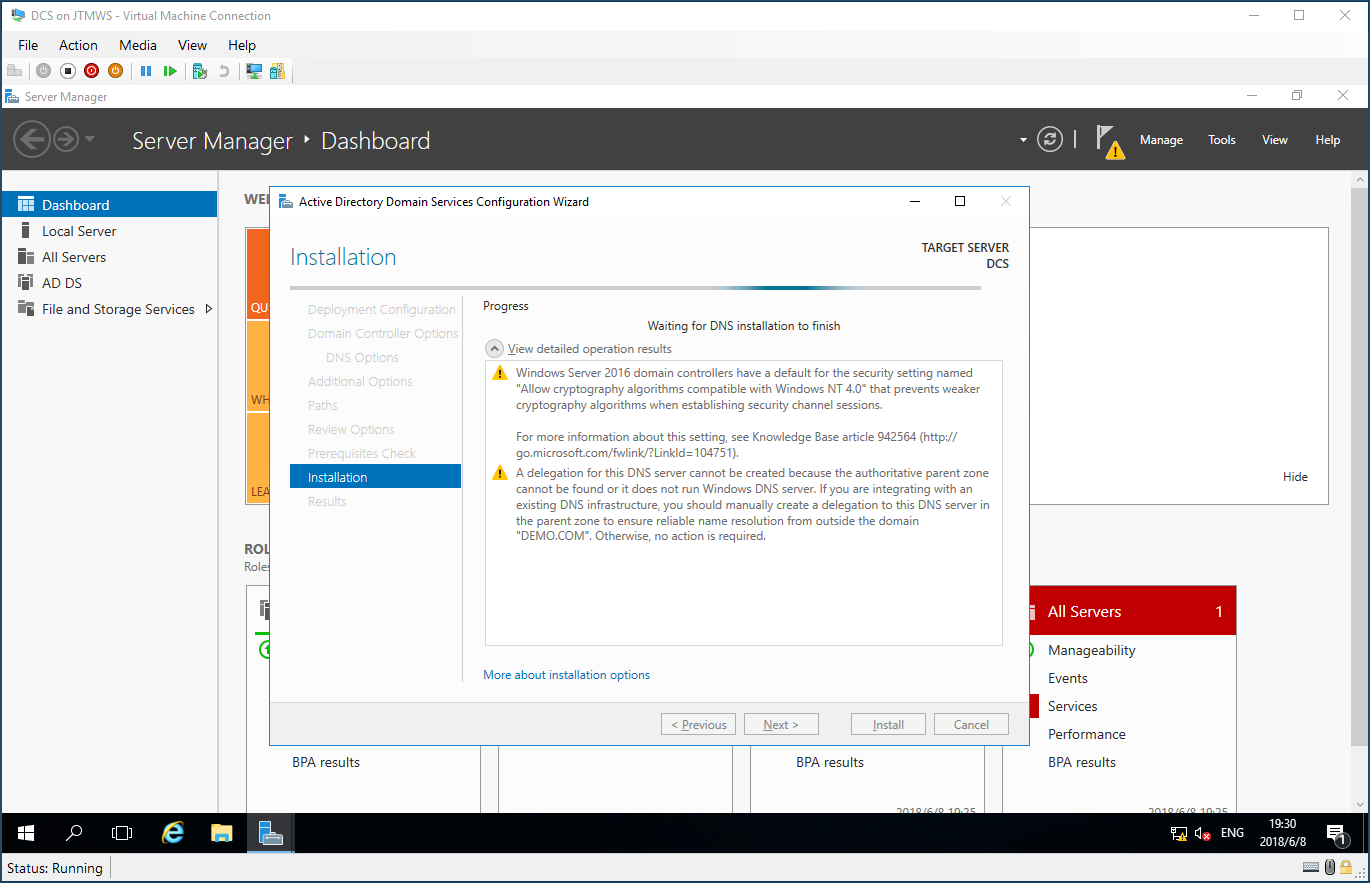 DCS on JTMWS - Virtual Machine Connection
File Action Media View Help
Server Manager
Server Manager ‣ Dashboard
Manage Tools View Help
Dashboard
Local Server
All Servers
AD DS
File and Storage Services
WEL
QU
WH
LEA
Hide
Active Directory Domain Services Configuration Wizard
Installation
TARGET SERVER
DCS
Deployment Configuration
Domain Controller Options
DNS Options
Additional Options
Paths
Review Options
Prerequisites Check
Installation
Results
Progress
Waiting for DNS installation to finish
View detailed operation results
Windows Server 2016 domain controllers have a default for the security setting named
"Allow cryptography algorithms compatible with Windows NT 4.0" that prevents weaker
cryptography algorithms when establishing security channel sessions.
For more information about this setting, see Knowledge Base article 942564 (http://
go.microsoft.com/fwlink/?LinkId=104751).
A delegation for this DNS server cannot be created because the authoritative parent zone
cannot be found or it does not run Windows DNS server. If you are integrating with an
existing DNS infrastructure, you should manually create a delegation to this DNS server in
the parent zone to ensure reliable name resolution from outside the domain
"DEMO.COM". Otherwise, no action is required.
More about installation options
< Previous Next > Install Cancel
ROL
Roles
All Servers 1
Manageability
Events
Services
Performance
BPA results
BPA results
BPA results
2018/6/8 19:25
2018/6/8 19:25
ENG
19:30
2018/6/8
1
Status: Running